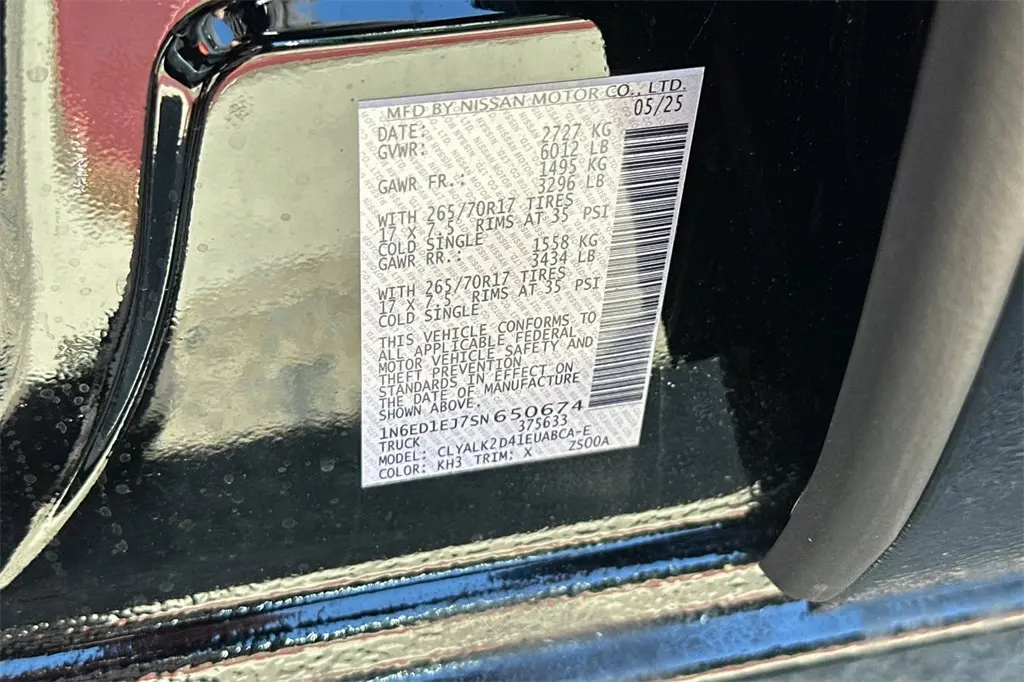 MFD BY NISSAN MOTOR CO., LTD.
DATE: 05/25
GVWR: 2727 KG
6012 LB
GAWR FR.: 1495 KG
3296 LB
WITH 265/70R17 TIRES
17 X 7.5 RIMS AT 35 PSI
COLD SINGLE
GAWR RR.: 1558 KG
3434 LB
WITH 265/70R17 TIRES
17 X 7.5 RIMS AT 35 PSI
COLD SINGLE
THIS VEHICLE CONFORMS TO
ALL APPLICABLE FEDERAL
MOTOR VEHICLE SAFETY AND
THEFT PREVENTION
STANDARDS IN EFFECT ON
THE DATE OF MANUFACTURE
SHOWN ABOVE.
1N6ED1EJ7SN650674
TRUCK 375633
MODEL: CLYALK2D41EUABCA-E
COLOR: KH3 TRIM: X ZS00A